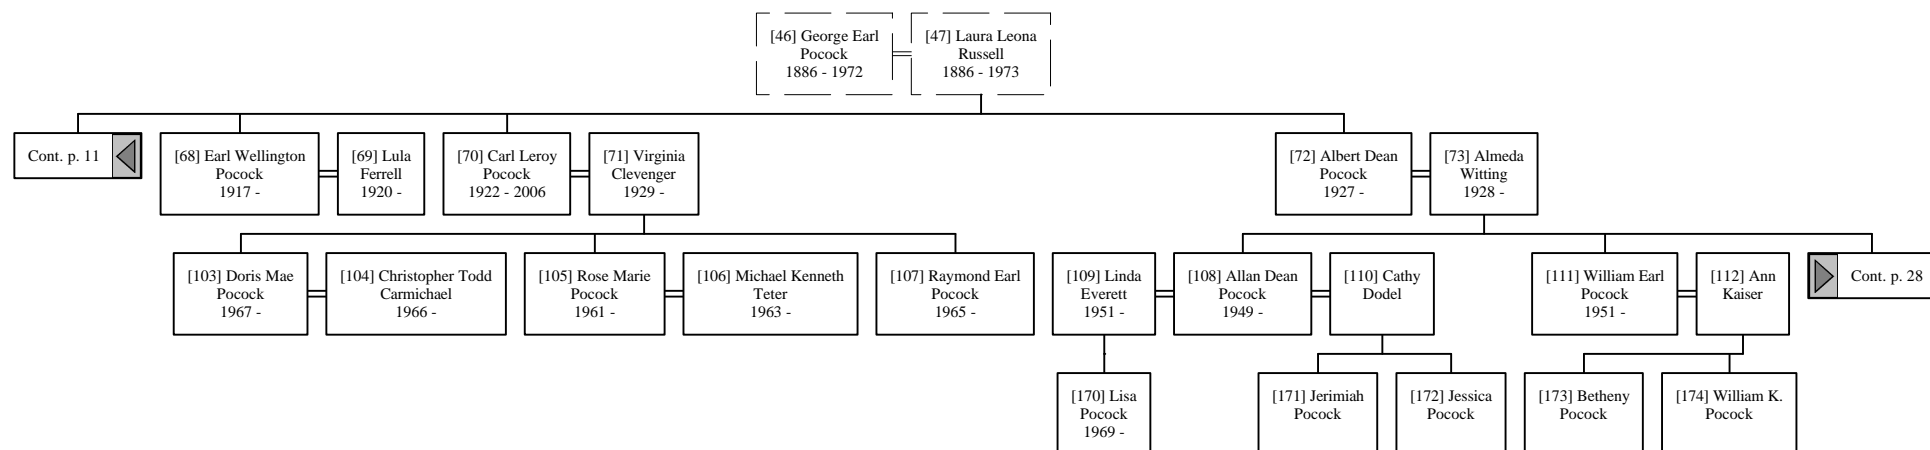 [46] George Earl
Pocock
1886 - 1972
[47] Laura Leona
Russell
1886 - 1973
Cont. p. 11
[68] Earl Wellington
Pocock
1917 -
[69] Lula
Ferrell
1920 -
[70] Carl Leroy
Pocock
1922 - 2006
[71] Virginia
Clevenger
1929 -
[72] Albert Dean
Pocock
1927 -
[73] Almeda
Witting
1928 -
[103] Doris Mae
Pocock
1967 -
[104] Christopher Todd
Carmichael
1966 -
[105] Rose Marie
Pocock
1961 -
[106] Michael Kenneth
Teter
1963 -
[107] Raymond Earl
Pocock
1965 -
[109] Linda
Everett
1951 -
[108] Allan Dean
Pocock
1949 -
[110] Cathy
Dodel
[111] William Earl
Pocock
1951 -
[112] Ann
Kaiser
Cont. p. 28
[170] Lisa
Pocock
1969 -
[171] Jerimiah
Pocock
[172] Jessica
Pocock
[173] Betheny
Pocock
[174] William K.
Pocock